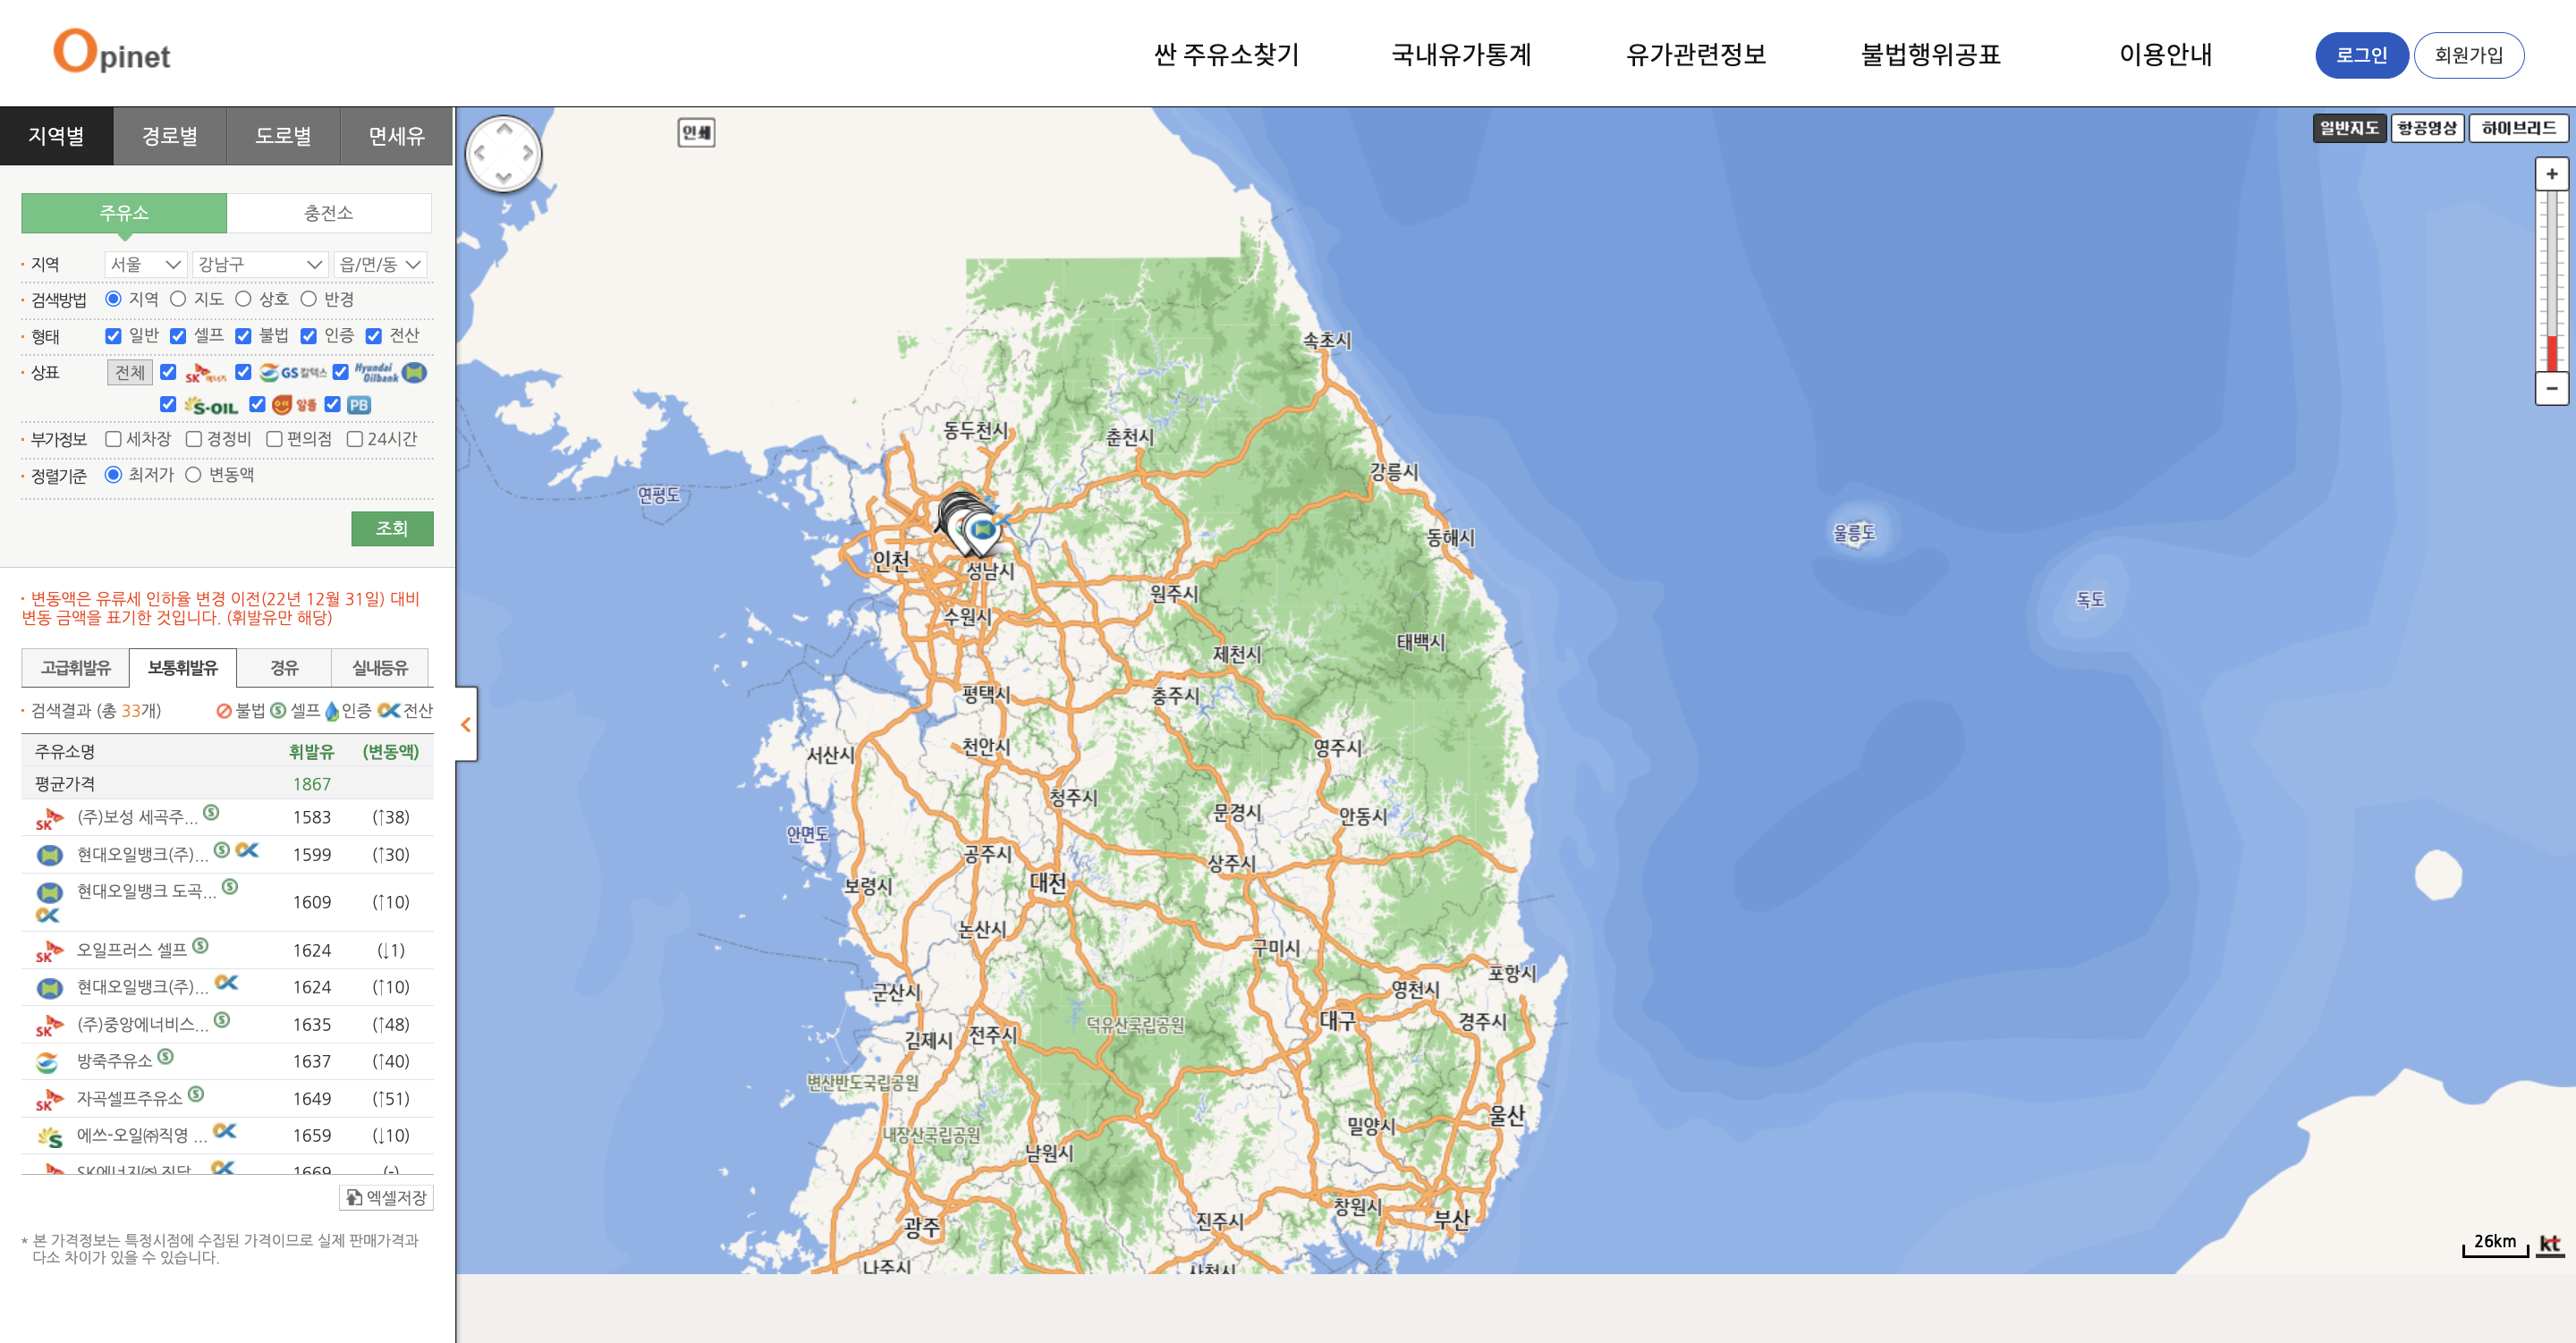 Opinet
싼 주유소찾기 국내유가통계 유가관련정보 불법행위공표 이용안내 로그인 회원가입
지역별 경로별 도로별 면세유
주유소 충전소
지역 서울 강남구 읍/면/동
검색방법 지역 지도 상호 반경
형태 일반 셀프 불법 인증 전산
상표 전체 SK에너지 GS칼텍스 Hyundai Oilbank
S-OIL 알뜰 PB
부가정보 세차장 경정비 편의점 24시간
정렬기준 최저가 변동액
조회
변동액은 유류세 인하율 변경 이전(22년 12월 31일) 대비
변동 금액을 표기한 것입니다. (휘발유만 해당)
고급휘발유 보통휘발유 경유 실내등유
검색결과 (총 33개) 불법 셀프 인증 전산
주유소명 휘발유 (변동액)
평균가격 1867
SK (주)보성 세곡주... 1583 (↑38)
현대오일뱅크(주)... 1599 (↑30)
현대오일뱅크 도곡... 1609 (↑10)
SK 오일프러스 셀프 1624 (↓1)
현대오일뱅크(주)... 1624 (↑10)
SK (주)중앙에너비스... 1635 (↑48)
방죽주유소 1637 (↑40)
SK 자곡셀프주유소 1649 (↑51)
에쓰-오일㈜직영 ... 1659 (↓10)
SK에너지㈜ 직담... 1669 (-)
엑셀저장
* 본 가격정보는 특정시점에 수집된 가격이므로 실제 판매가격과
다소 차이가 있을 수 있습니다.
인쇄
일반지도 항공영상 하이브리드
+
−
속초시
동두천시
춘천시
강릉시
연평도
울릉도
동해시
인천
성남시
원주시
독도
수원시
태백시
제천시
평택시
충주시
천안시
영주시
서산시
청주시
문경시
안동시
안면도
공주시
상주시
대전
보령시
논산시
구미시
포항시
군산시
영천시
대구
경주시
덕유산국립공원
전주시
김제시
변산반도국립공원
울산
밀양시
내장산국립공원
남원시
창원시
부산
진주시
광주
나주시
사천시
26km
kt